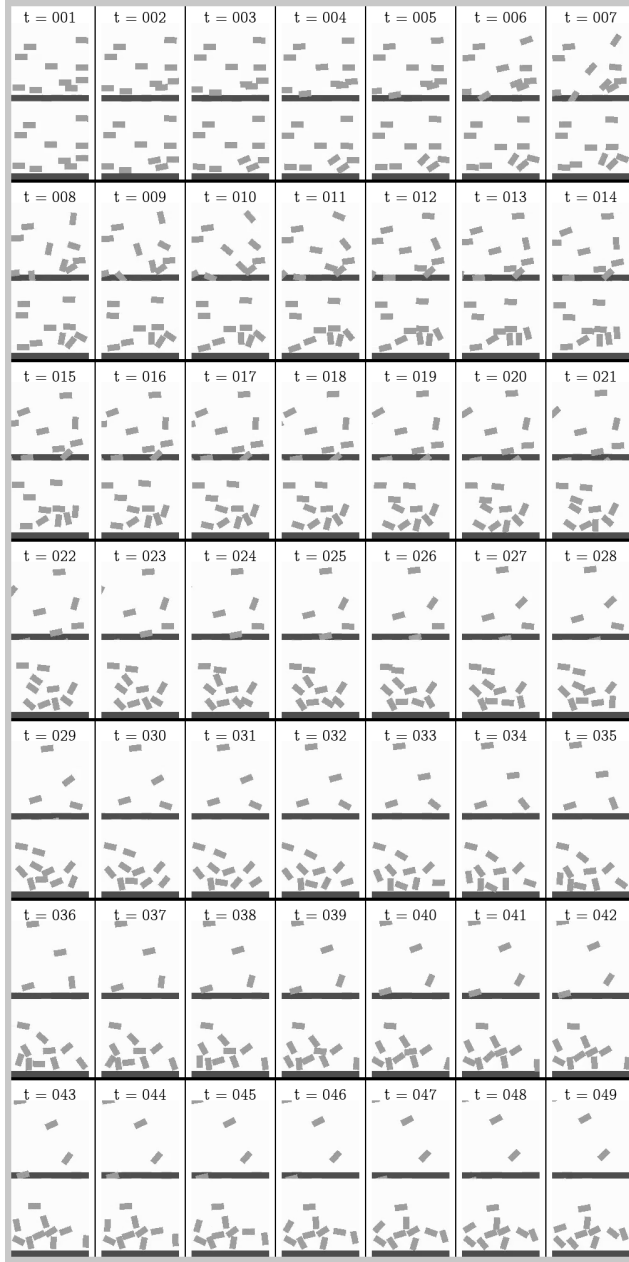 t = 001 t = 002 t = 003 t = 004 t = 005 t = 006 t = 007
t = 008 t = 009 t = 010 t = 011 t = 012 t = 013 t = 014
t = 015 t = 016 t = 017 t = 018 t = 019 t = 020 t = 021
t = 022 t = 023 t = 024 t = 025 t = 026 t = 027 t = 028
t = 029 t = 030 t = 031 t = 032 t = 033 t = 034 t = 035
t = 036 t = 037 t = 038 t = 039 t = 040 t = 041 t = 042
t = 043 t = 044 t = 045 t = 046 t = 047 t = 048 t = 049